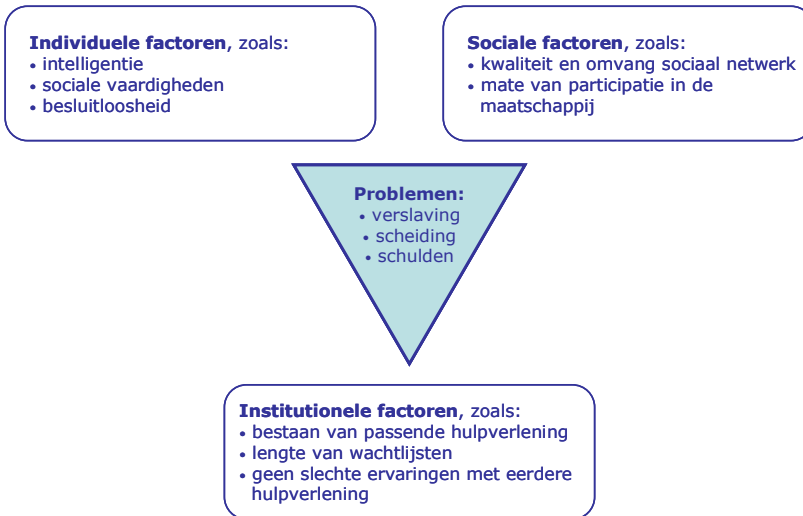 Individuele factoren, zoals:
• intelligentie
• sociale vaardigheden
• besluitloosheid
Sociale factoren, zoals:
• kwaliteit en omvang sociaal netwerk
• mate van participatie in de
maatschappij
Problemen:
• verslaving
• scheiding
• schulden
Institutionele factoren, zoals:
• bestaan van passende hulpverlening
• lengte van wachtlijsten
• geen slechte ervaringen met eerdere
hulpverlening